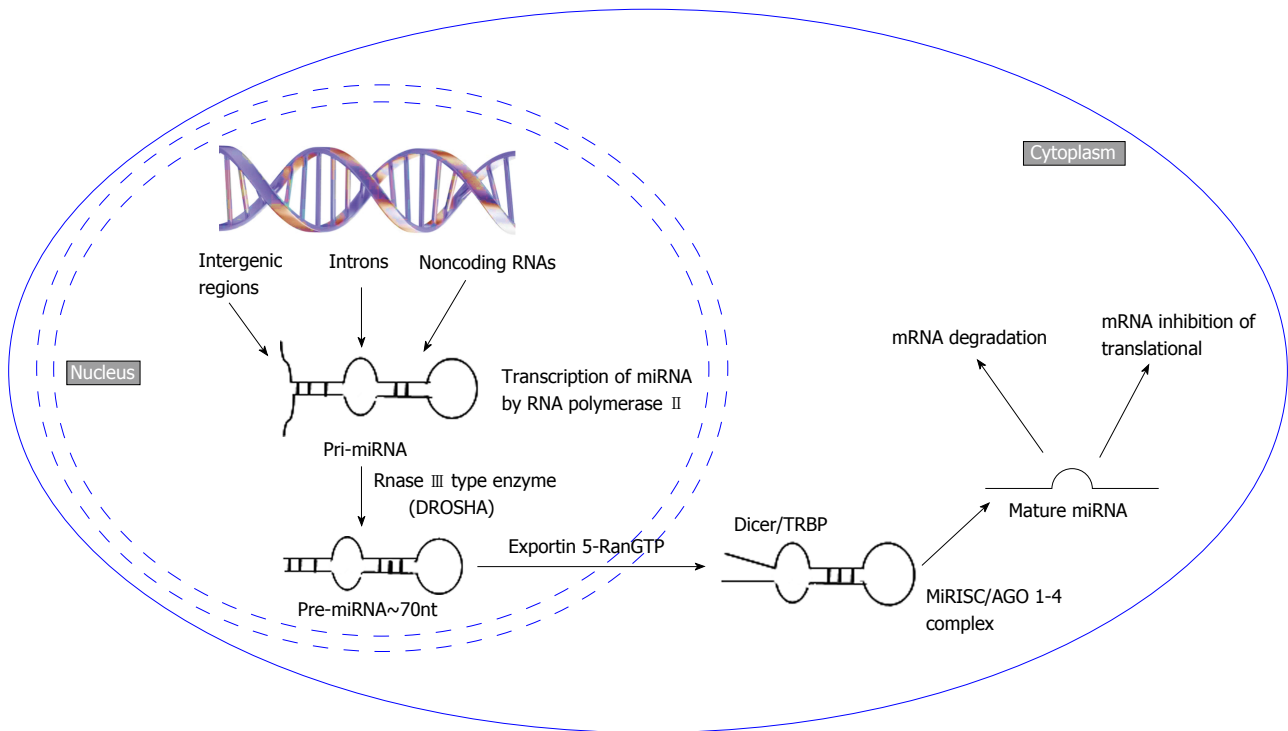 Cytoplasm
Intergenic
regions
Introns
Noncoding RNAs
Nucleus
Transcription of miRNA
by RNA polymerase Ⅱ
Pri-miRNA
Rnase Ⅲ type enzyme
(DROSHA)
Pre-miRNA~70nt
Exportin 5-RanGTP
Dicer/TRBP
MiRISC/AGO 1-4
complex
Mature miRNA
mRNA degradation
mRNA inhibition of
translational